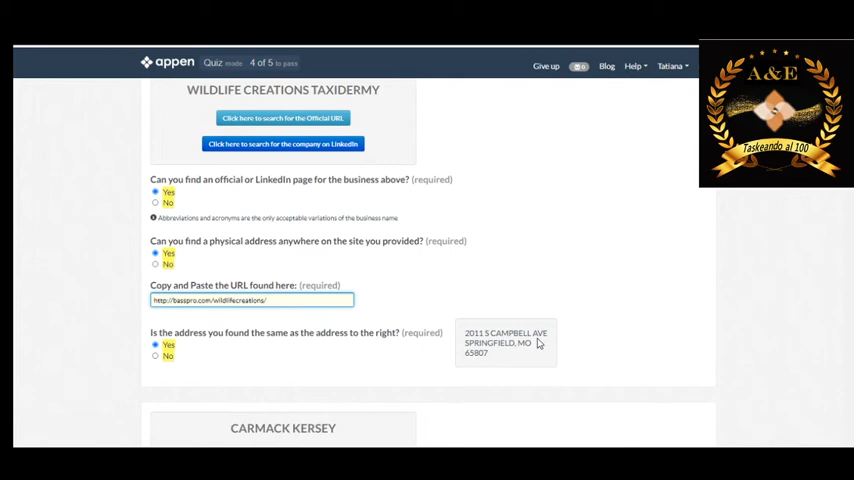 appen Quiz mode 4 of 5 to pass Give up 0 Blog Help Tatiana
A&E
Taskeando al 100
WILDLIFE CREATIONS TAXIDERMY
Click here to search for the Official URL
Click here to search for the company on LinkedIn
Can you find an official or LinkedIn page for the business above? (required)
Yes
No
Abbreviations and acronyms are the only acceptable variations of the business name
Can you find a physical address anywhere on the site you provided? (required)
Yes
No
Copy and Paste the URL found here: (required)
http://basspro.com/wildlifecreations/
Is the address you found the same as the address to the right? (required)
Yes
No
2011 S CAMPBELL AVE
SPRINGFIELD, MO
65807
CARMACK KERSEY